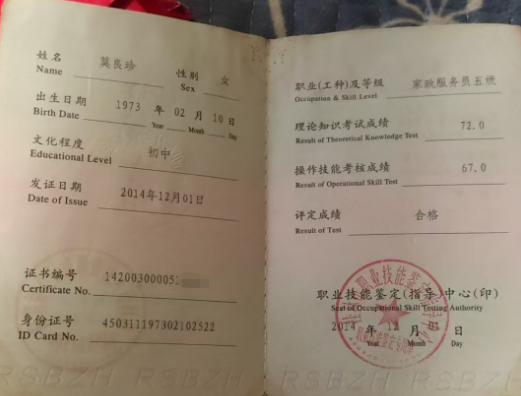 姓名 莫良珍 性别 女
Name Sex
出生日期 1973 年 02 月 10 日
Birth Date Year Month Day
文化程度 初中
Educational Level
发证日期 2014年12月01日
Date of Issue
证书编号 142003000051
Certificate No.
身份证号 450311197302102522
ID Card No.
职业(工种)及等级 家政服务员五级
Occupation & Skill Level
理论知识考试成绩 72.0
Result of Theoretical Knowledge Test
操作技能考核成绩 67.0
Result of Operational Skill Test
评定成绩 合格
Result of Test
职业技能鉴定(指导)中心(印)
Seal of Occupational Skill Testing Authority
2014 年 12 月 01 日
Year Month Day
RSBZH RSBZH RSBZH